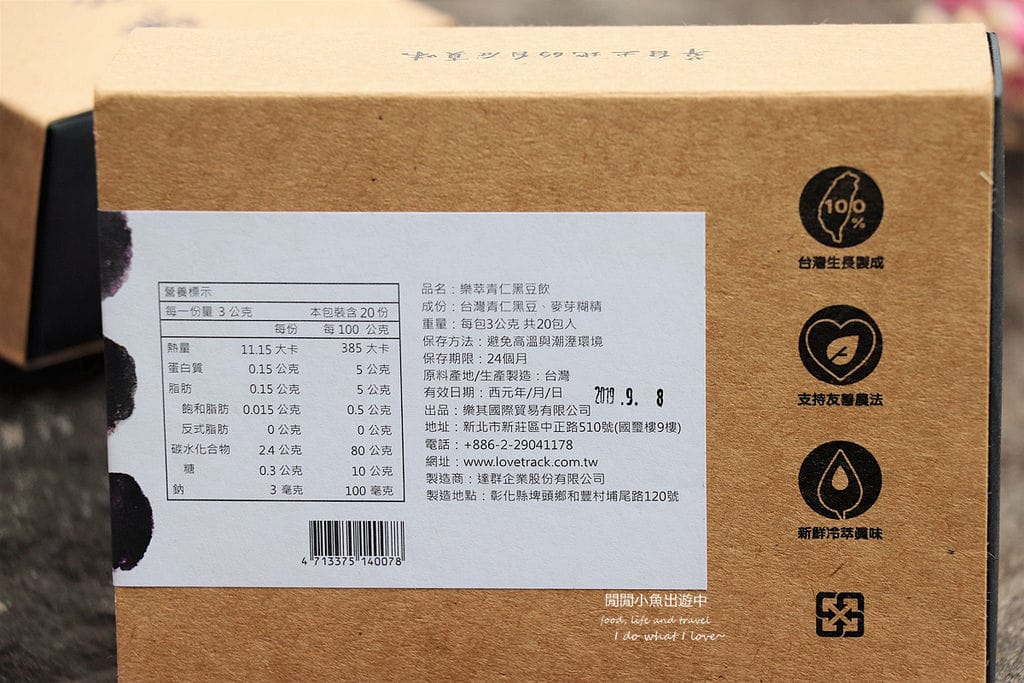 萃自土地的自在真味
營養標示
每一份量 3 公克 本包裝含 20 份
每份 每 100 公克
熱量 11.15 大卡 385 大卡
蛋白質 0.15 公克 5 公克
脂肪 0.15 公克 5 公克
飽和脂肪 0.015 公克 0.5 公克
反式脂肪 0 公克 0 公克
碳水化合物 2.4 公克 80 公克
糖 0.3 公克 10 公克
鈉 3 毫克 100 毫克
4 713375 140078
品名：樂萃青仁黑豆飲
成份：台灣青仁黑豆、麥芽糊精
重量：每包3公克 共20包入
保存方法：避免高溫與潮溼環境
保存期限：24個月
原料產地/生產製造：台灣
有效日期：西元年/月/日 2019 .9. 8
出品：樂其國際貿易有限公司
地址：新北市新莊區中正路510號(國璽樓9樓)
電話：+886-2-29041178
網址：www.lovetrack.com.tw
製造商：達群企業股份有限公司
製造地點：彰化縣埤頭鄉和豐村埔尾路120號
100%
台灣生長製成
支持友善農法
新鮮冷萃真味
閒閒小魚出遊中
food, life and travel
I do what I love~